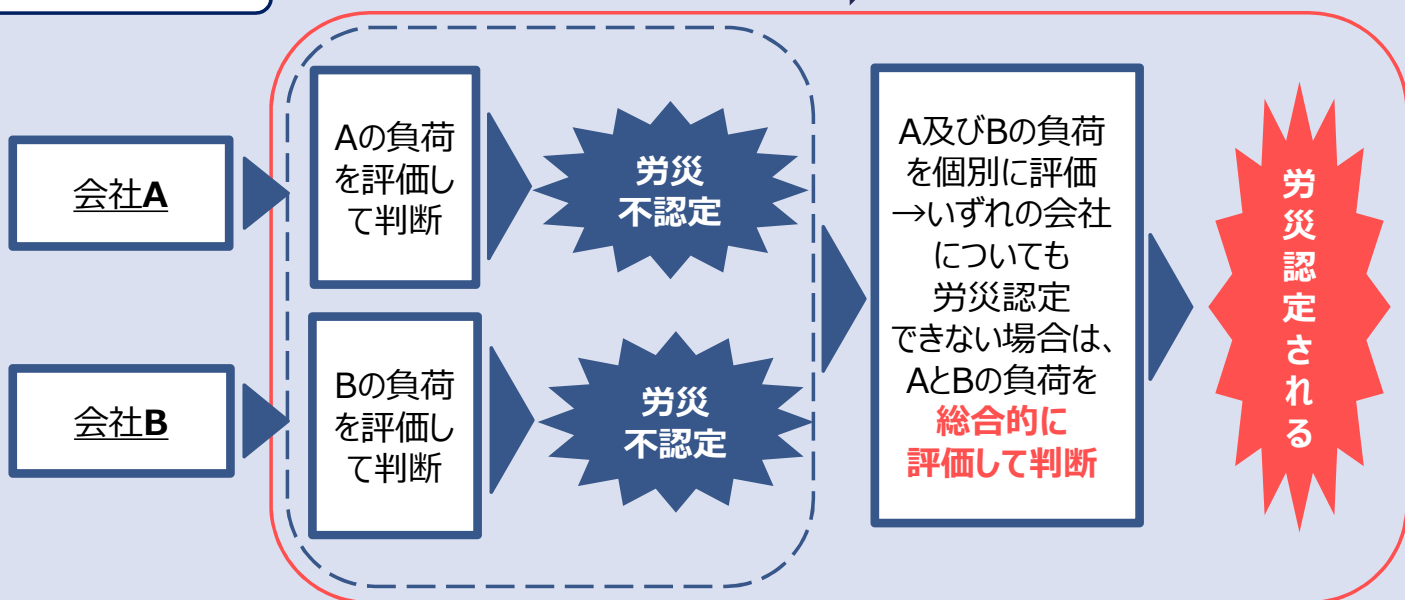 会社A
Aの負荷
を評価し
て判断
労災
不認定
会社B
Bの負荷
を評価し
て判断
労災
不認定
A及びBの負荷
を個別に評価
→いずれの会社
についても
労災認定
できない場合は、
AとBの負荷を
総合的に
評価して判断
労災認定される